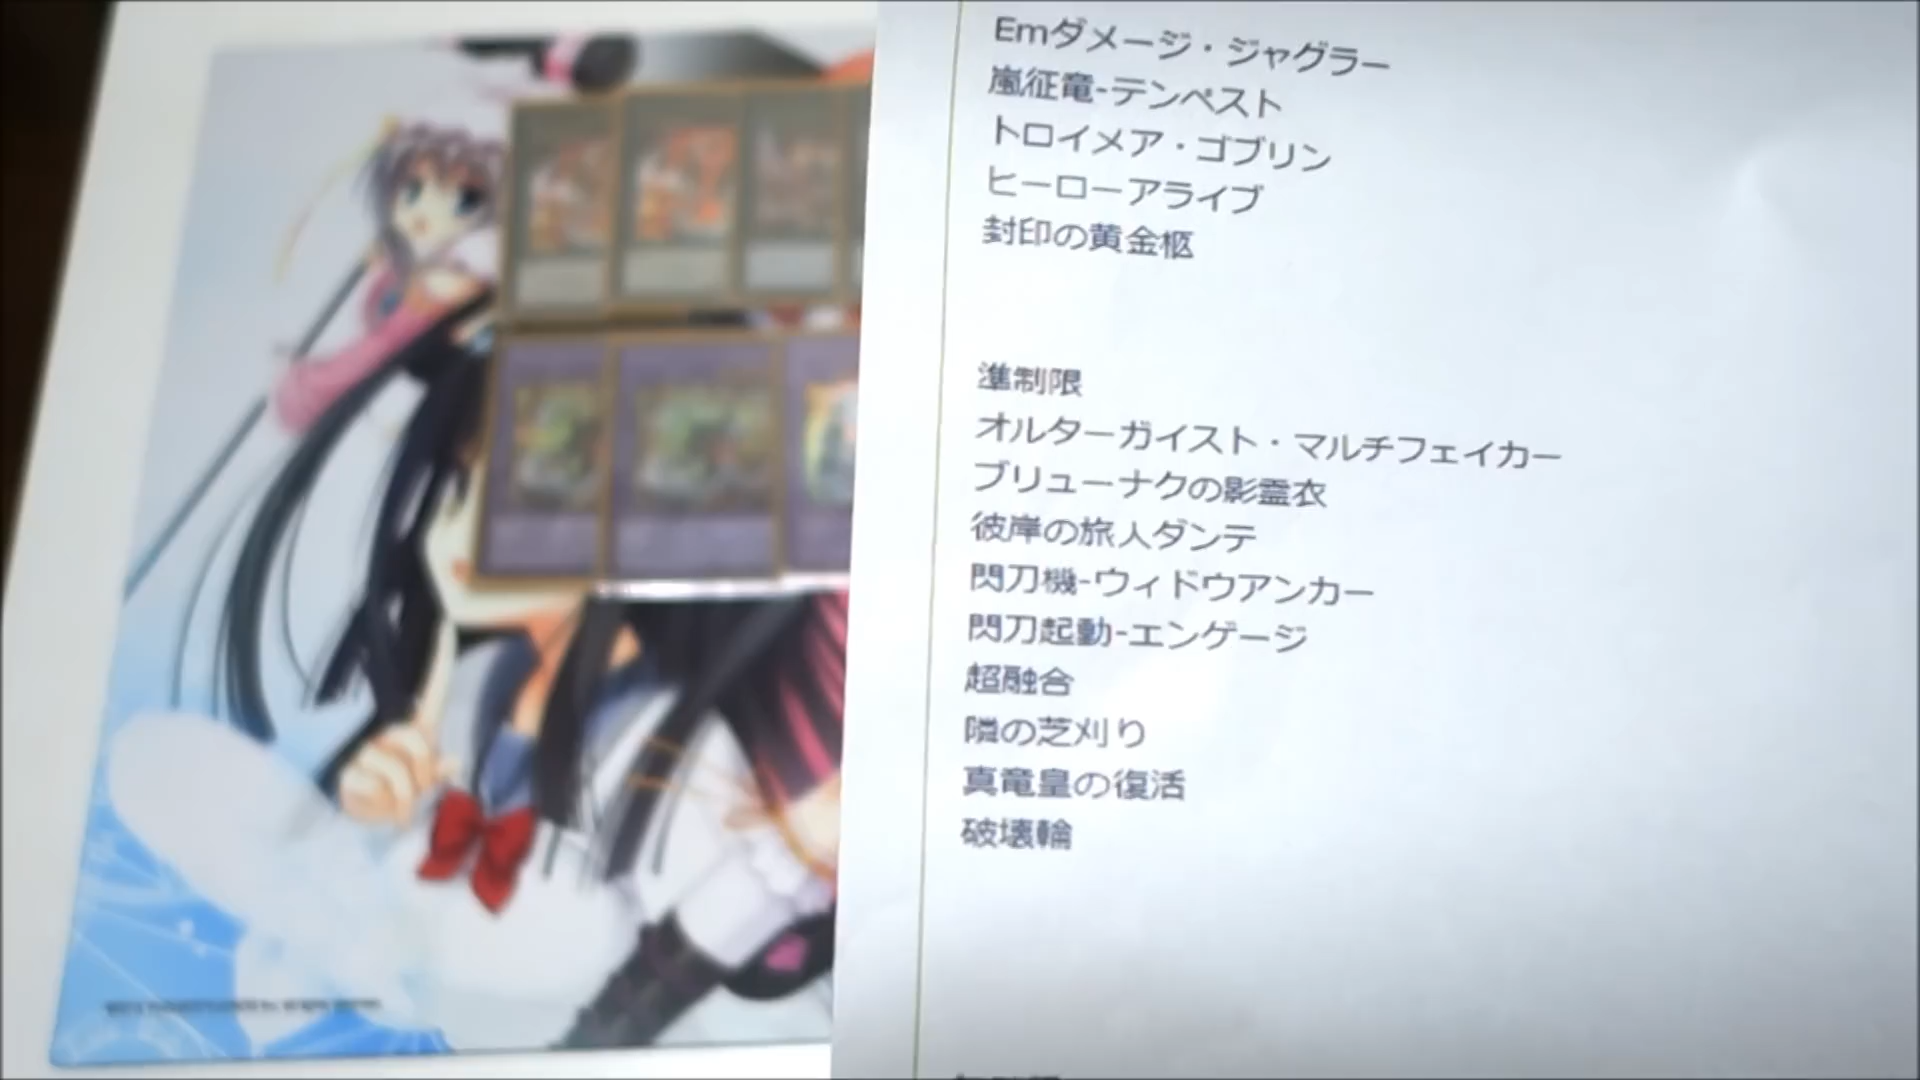 Emダメージ・ジャグラー
嵐征竜-テンペスト
トロイメア・ゴブリン
ヒーローアライブ
封印の黄金櫃
準制限
オルターガイスト・マルチフェイカー
ブリューナクの影霊衣
彼岸の旅人ダンテ
閃刀機-ウィドウアンカー
閃刀起動-エンゲージ
超融合
隣の芝刈り
真竜皇の復活
破壊輪